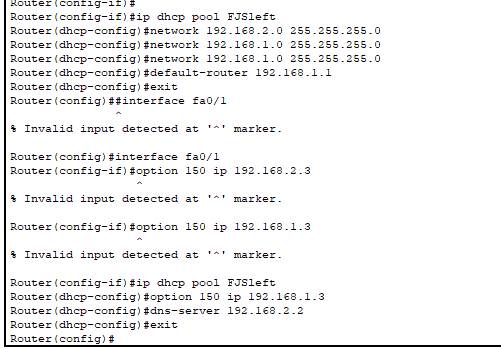 Router(config-if)#
Router(config-if)#ip dhcp pool FJSleft
Router(dhcp-config)#network 192.168.2.0 255.255.255.0
Router(dhcp-config)#network 192.168.1.0 255.255.255.0
Router(dhcp-config)#network 192.168.1.0 255.255.255.0
Router(dhcp-config)#default-router 192.168.1.1
Router(dhcp-config)#exit
Router(config)##interface fa0/1
^
% Invalid input detected at '^' marker.
Router(config)#interface fa0/1
Router(config-if)#option 150 ip 192.168.2.3
^
% Invalid input detected at '^' marker.
Router(config-if)#option 150 ip 192.168.1.3
^
% Invalid input detected at '^' marker.
Router(config-if)#ip dhcp pool FJSleft
Router(dhcp-config)#option 150 ip 192.168.1.3
Router(dhcp-config)#dns-server 192.168.2.2
Router(dhcp-config)#exit
Router(config)#